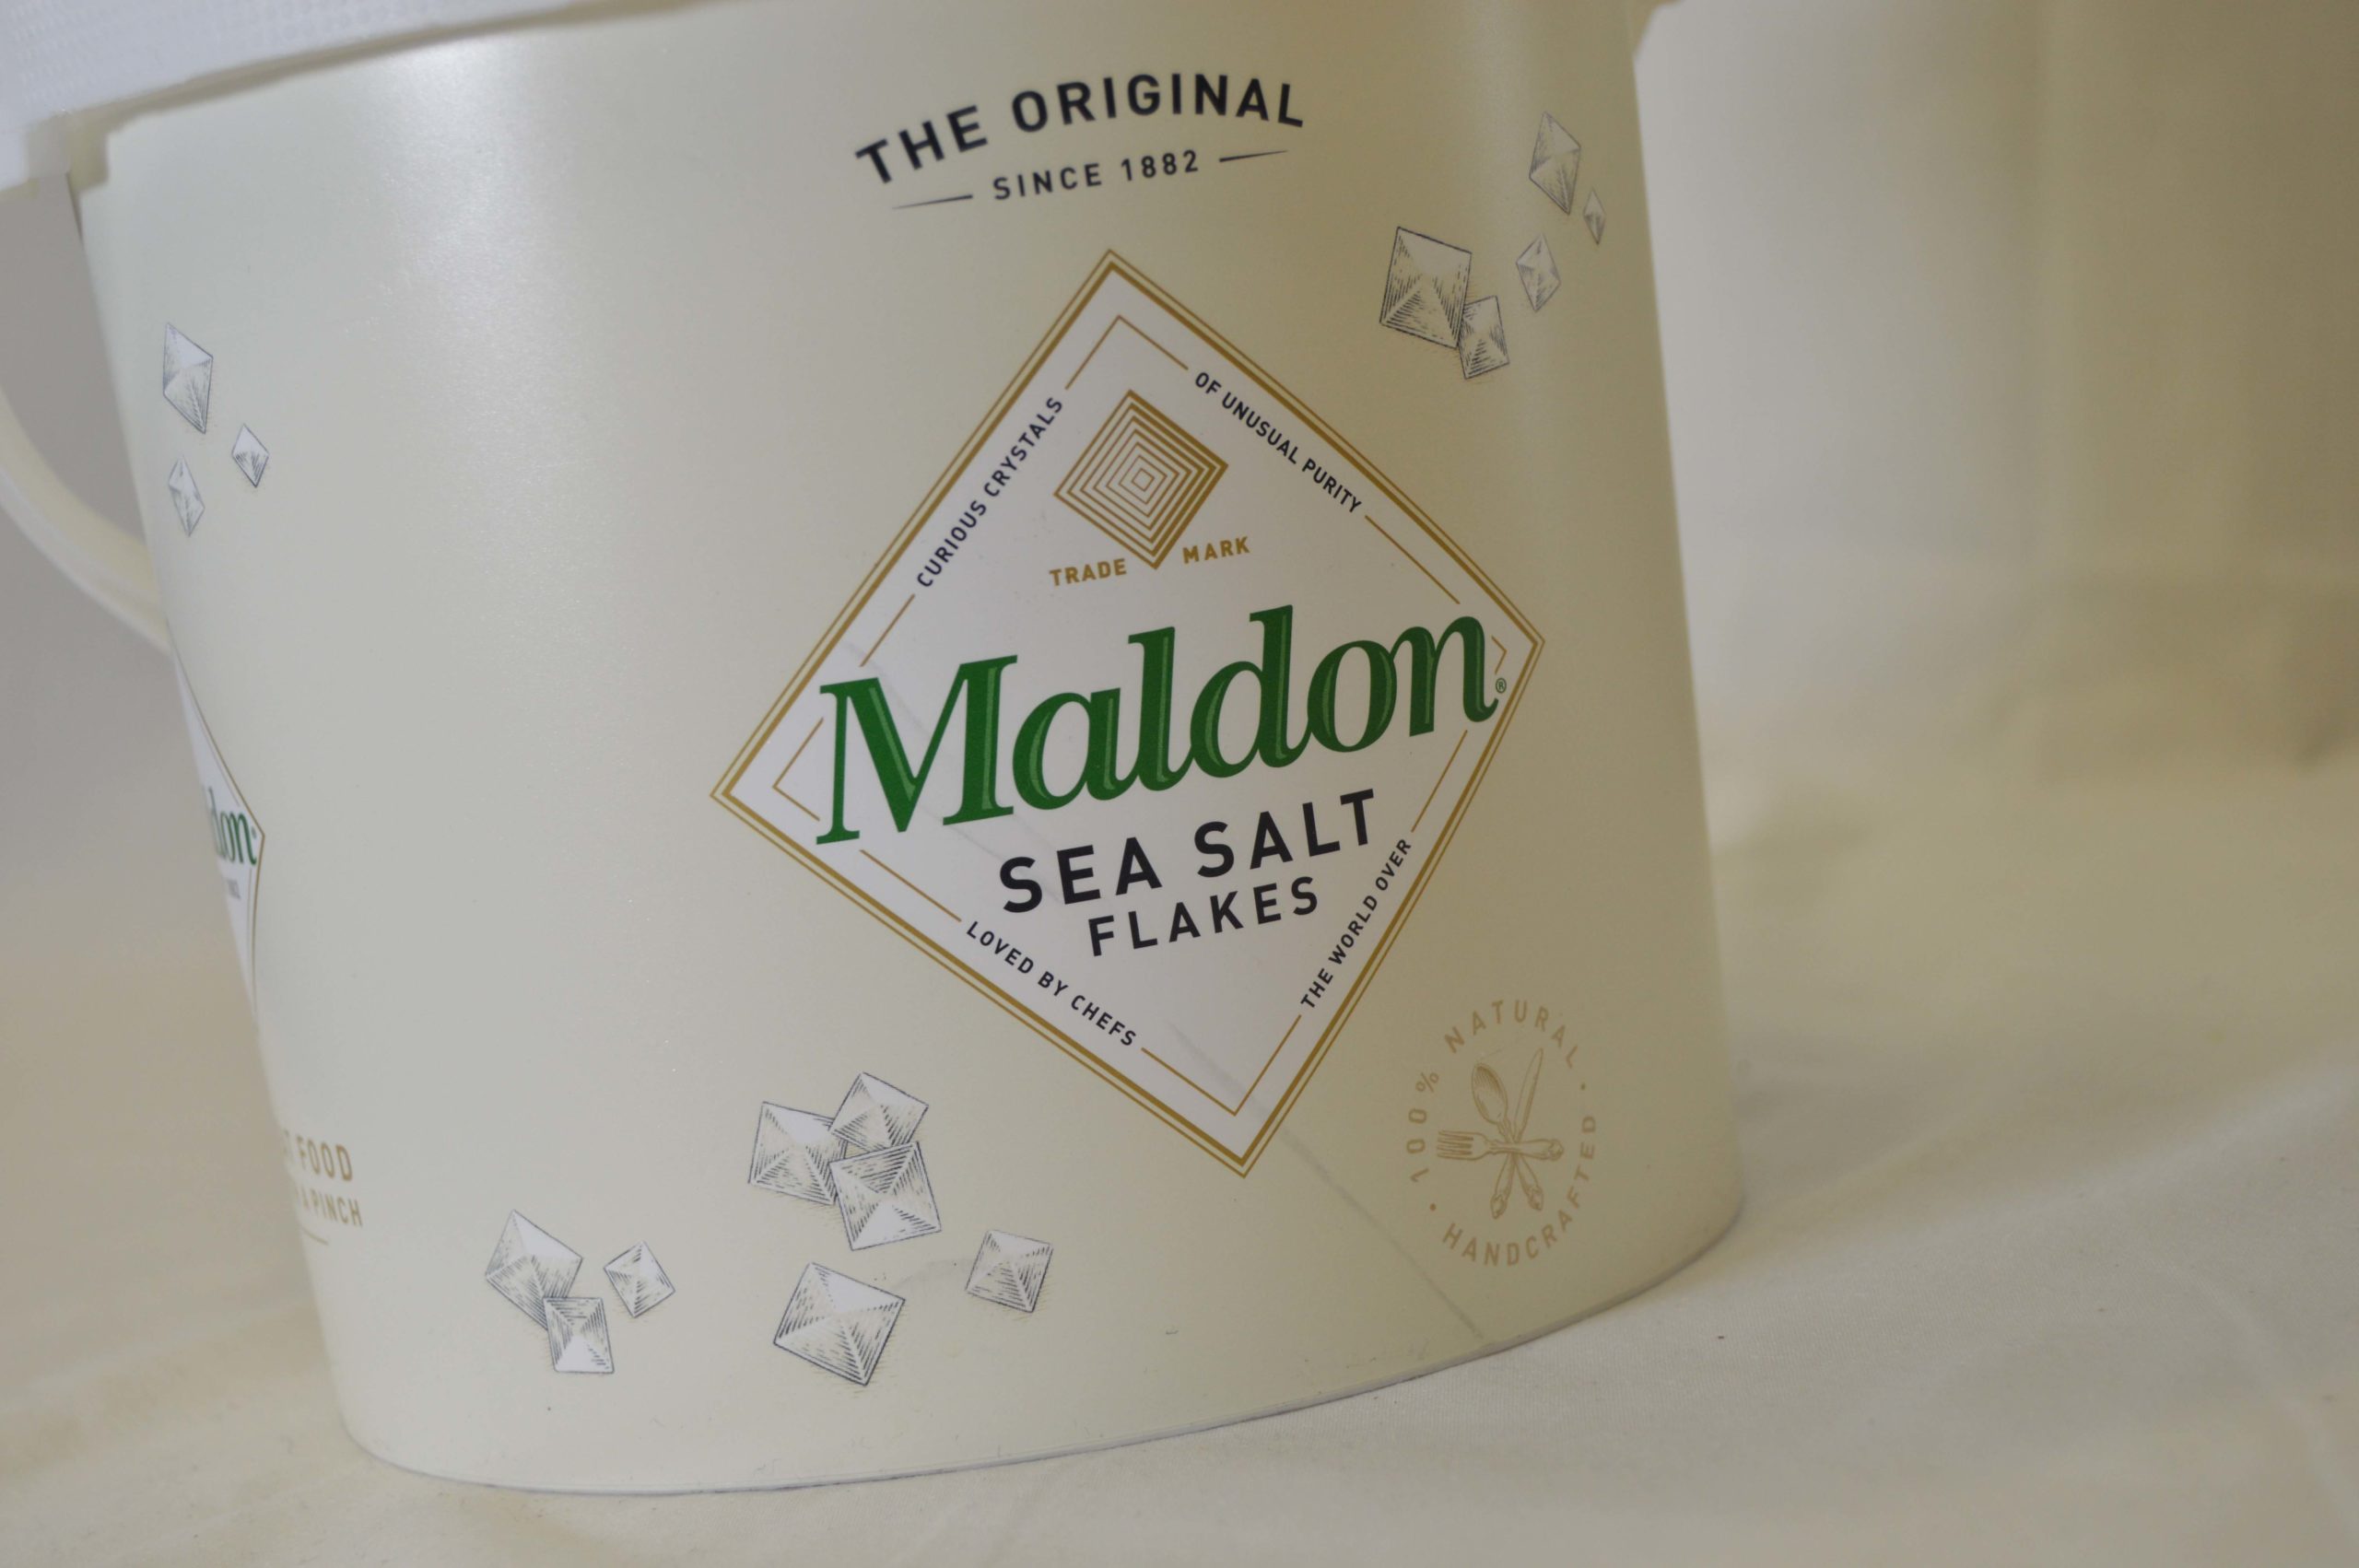 THE ORIGINAL
SINCE 1882
CURIOUS CRYSTALS
OF UNUSUAL PURITY
TRADE MARK
Maldon®
SEA SALT
FLAKES
LOVED BY CHEFS
THE WORLD OVER
100% NATURAL • HANDCRAFTED •
don
FOOD
A PINCH